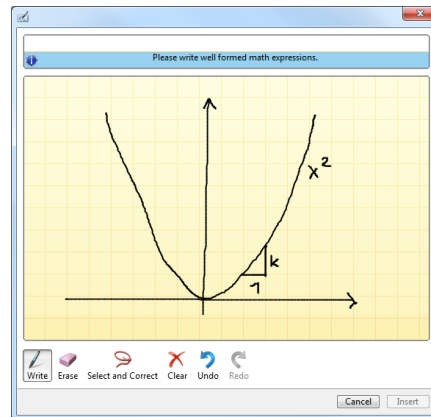 Please write well formed math expressions.
x²
k
1
Write Erase Select and Correct Clear Undo Redo
Cancel Insert